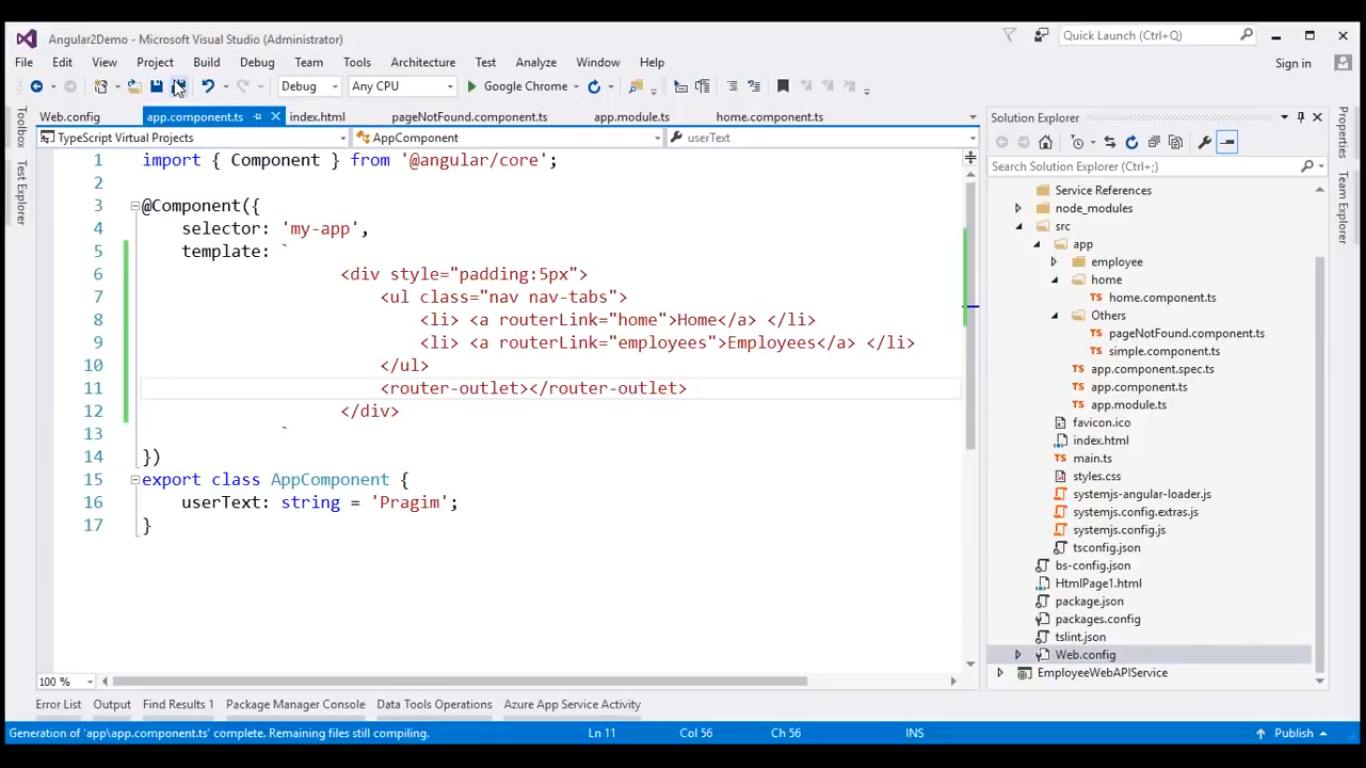 Angular2Demo - Microsoft Visual Studio (Administrator)
Quick Launch (Ctrl+;)
File Edit View Project Build Debug Team Tools Architecture Test Analyze Window Help
Sign in
Debug Any CPU Google Chrome
Toolbox
Test Explorer
Web.config app.component.ts index.html pageNotFound.component.ts app.module.ts home.component.ts
TypeScript Virtual Projects AppComponent userText
1 import { Component } from '@angular/core';
2
3 @Component({
4 selector: 'my-app',
5 template: `
6 <div style="padding:5px">
7 <ul class="nav nav-tabs">
8 <li> <a routerLink="home">Home</a> </li>
9 <li> <a routerLink="employees">Employees</a> </li>
10 </ul>
11 <router-outlet></router-outlet>
12 </div>
13 `
14 })
15 export class AppComponent {
16 userText: string = 'Pragim';
17 }
100 %
Solution Explorer
Search Solution Explorer (Ctrl+;)
Service References
node_modules
src
app
employee
home
TS home.component.ts
Others
TS pageNotFound.component.ts
TS simple.component.ts
TS app.component.spec.ts
TS app.component.ts
TS app.module.ts
favicon.ico
index.html
TS main.ts
styles.css
systemjs-angular-loader.js
systemjs.config.extras.js
systemjs.config.js
tsconfig.json
bs-config.json
HtmlPage1.html
package.json
packages.config
tslint.json
Web.config
EmployeeWebAPIService
Properties
Team Explorer
Error List Output Find Results 1 Package Manager Console Data Tools Operations Azure App Service Activity
Generation of 'app\app.component.ts' complete. Remaining files still compiling. Ln 11 Col 56 Ch 56 INS Publish